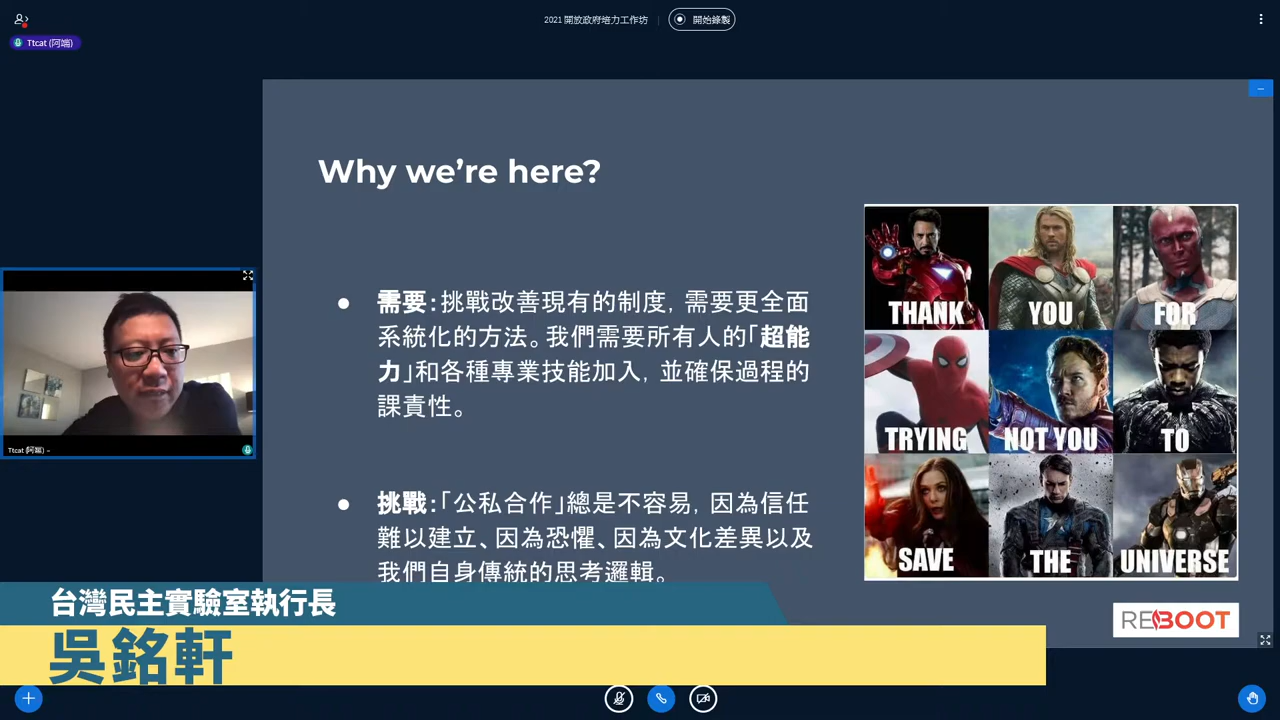 2021 開放政府培力工作坊
開始錄製
Ttcat (阿端)
Why we're here?
需要：挑戰改善現有的制度，需要更全面
系統化的方法。我們需要所有人的「超能
力」和各種專業技能加入，並確保過程的
課責性。
挑戰：「公私合作」總是不容易，因為信任
難以建立、因為恐懼、因為文化差異以及
我們自身傳統的思考邏輯。
THANK YOU FOR
TRYING NOT YOU TO
SAVE THE UNIVERSE
REBOOT
Ttcat (阿端)
台灣民主實驗室執行長
吳銘軒